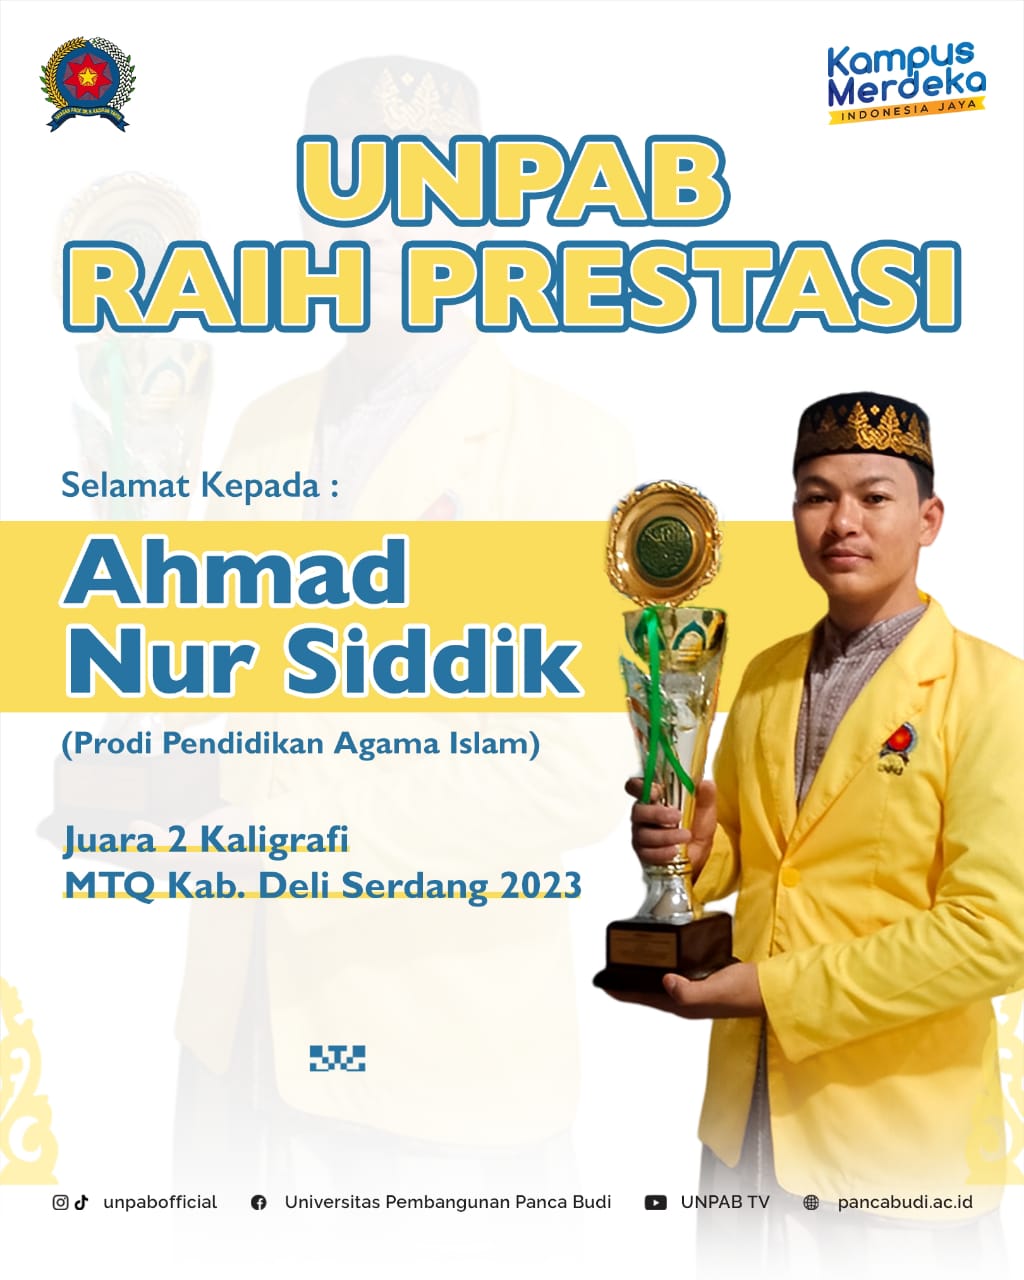 Kampus
Merdeka
INDONESIA JAYA
UNPAB
RAIH PRESTASI
Selamat Kepada :
Ahmad
Nur Siddik
(Prodi Pendidikan Agama Islam)
Juara 2 Kaligrafi
MTQ Kab. Deli Serdang 2023
unpabofficial
Universitas Pembangunan Panca Budi
UNPAB TV
pancabudi.ac.id